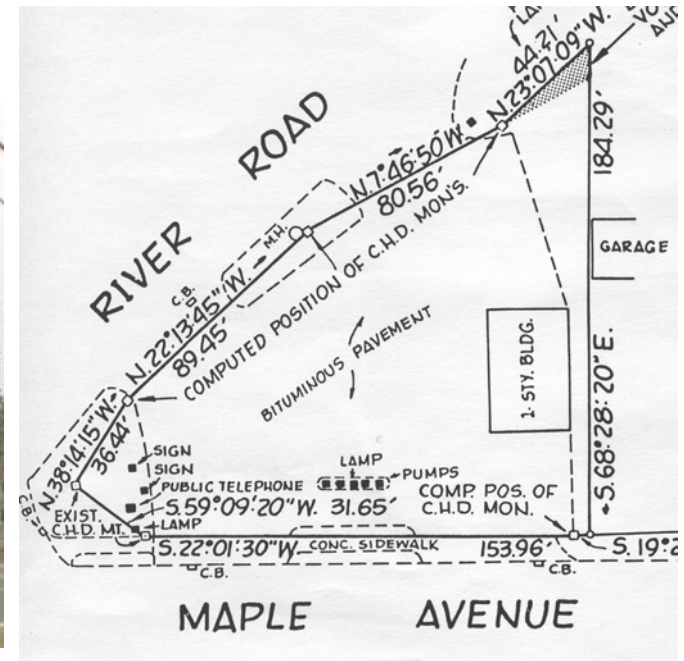 44.21'
N. 23°07'09" W.
184.29'
RIVER ROAD
N. 7°46'50" W.
80.56'
M.H.
C.B.
N. 22°13'45" W.
89.45'
COMPUTED POSITION OF C.H.D. MON'S.
GARAGE
BITUMINOUS PAVEMENT
1- STY. BLDG.
S. 68°28'20" E.
N. 38°14'15" W.
36.44'
SIGN
SIGN
PUBLIC TELEPHONE
LAMP
PUMPS
S. 59°09'20" W. 31.65'
COMP. POS. OF
C.H.D. MON.
C.B.
EXIST.
C.H.D. MT.
LAMP
S. 22°01'30" W.
CONC. SIDEWALK
153.96'
C.B.
C.B.
MAPLE AVENUE